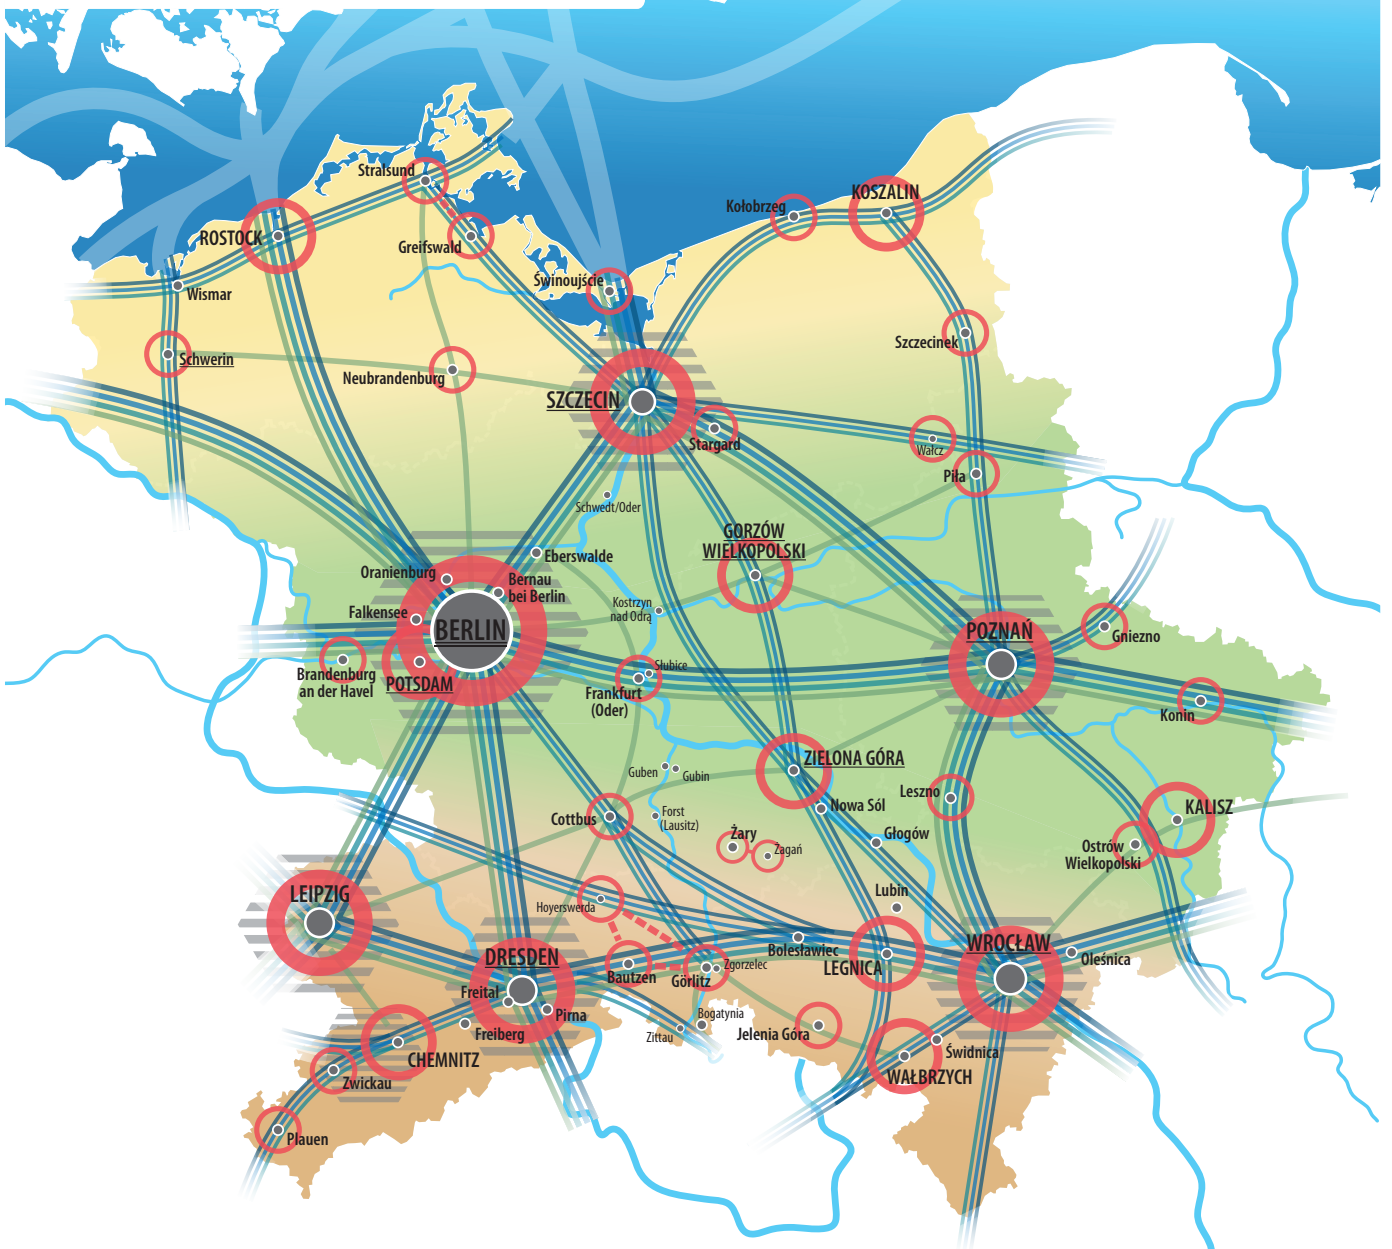 Stralsund
KOSZALIN
Kołobrzeg
ROSTOCK
Greifswald
Świnoujście
Wismar
Szczecinek
Schwerin
Neubrandenburg
SZCZECIN
Stargard
Wałcz
Piła
Schwedt/Oder
GORZÓW
WIELKOPOLSKI
Eberswalde
Oranienburg
Bernau
bei Berlin
Falkensee
Kostrzyn
nad Odrą
BERLIN
POZNAŃ
Gniezno
Słubice
Brandenburg
an der Havel
POTSDAM
Frankfurt
(Oder)
Konin
ZIELONA GÓRA
Guben
Gubin
Leszno
Nowa Sól
KALISZ
Cottbus
Forst
(Lausitz)
Żary
Głogów
Żagań
Ostrów
Wielkopolski
LEIPZIG
Lubin
Hoyerswerda
WROCŁAW
Bolesławiec
DRESDEN
Oleśnica
LEGNICA
Zgorzelec
Bautzen
Görlitz
Freital
Pirna
Bogatynia
Freiberg
Zittau
Jelenia Góra
Świdnica
CHEMNITZ
WAŁBRZYCH
Zwickau
Plauen